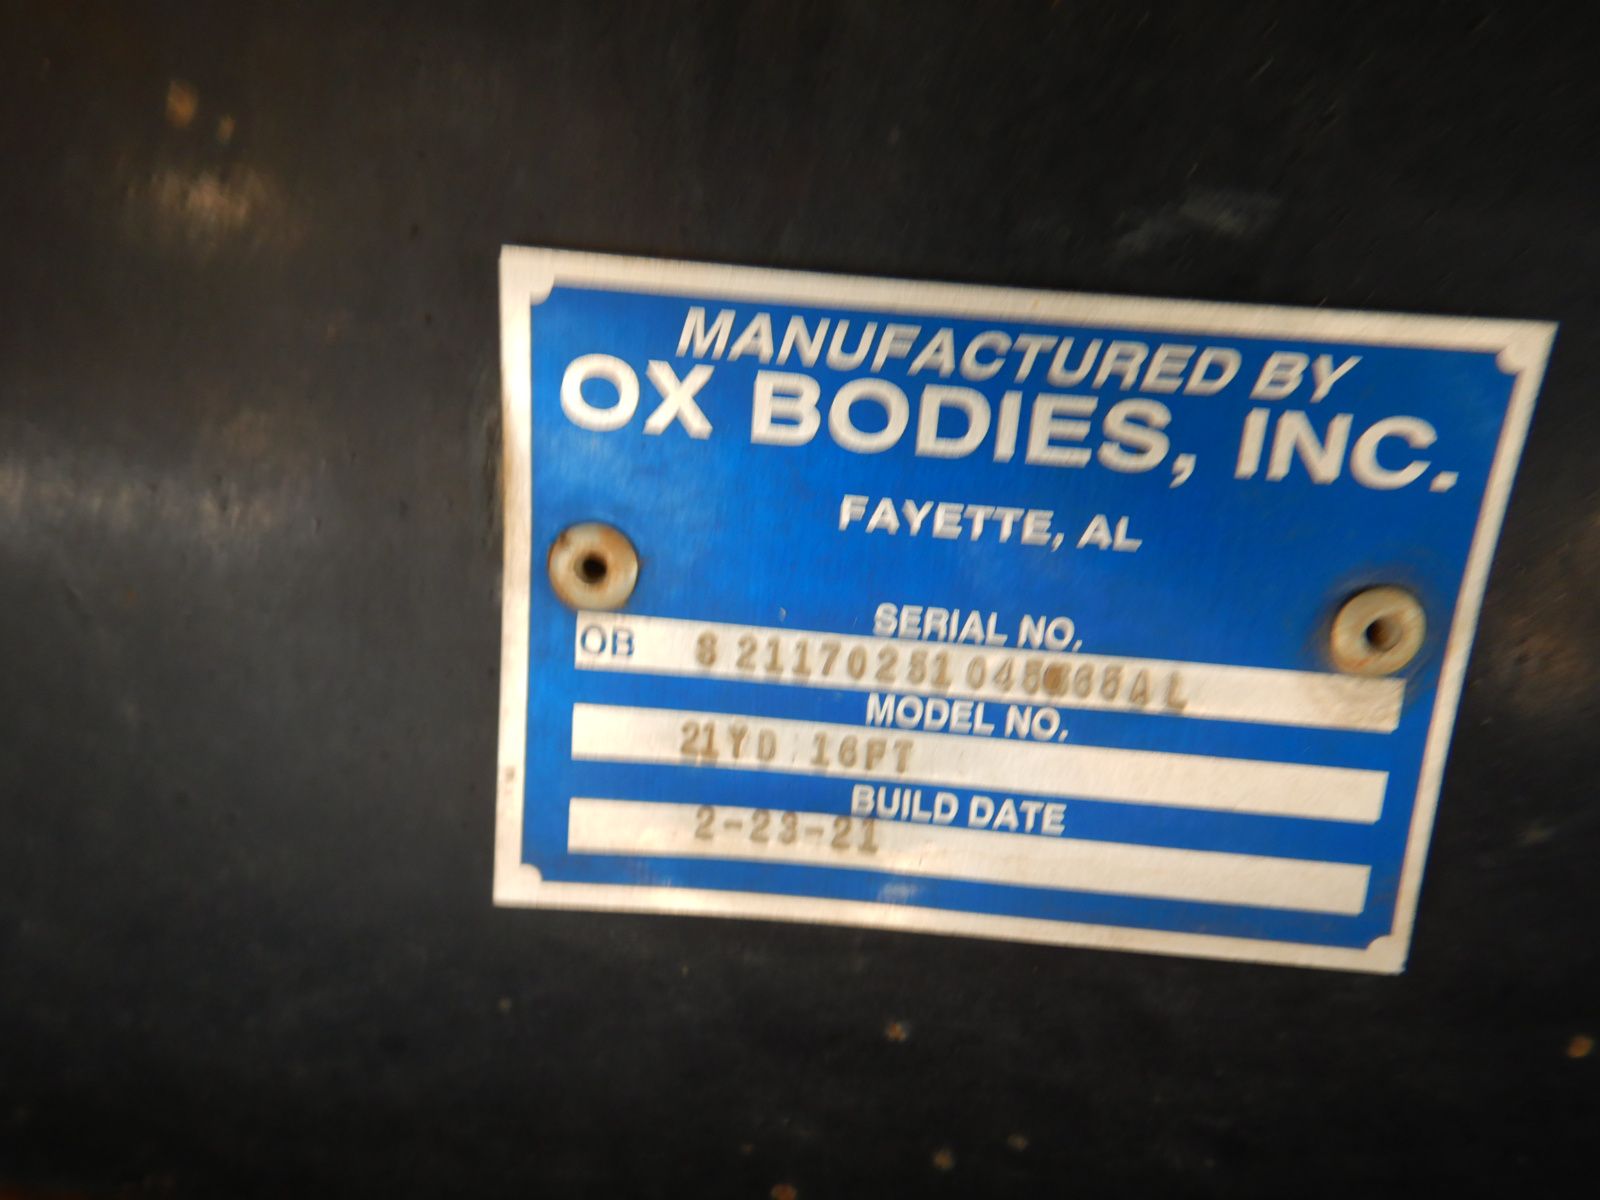 MANUFACTURED BY
OX BODIES, INC.
FAYETTE, AL
SERIAL NO.
OB
MODEL NO.
21YD 16FT
BUILD DATE
2-23-21